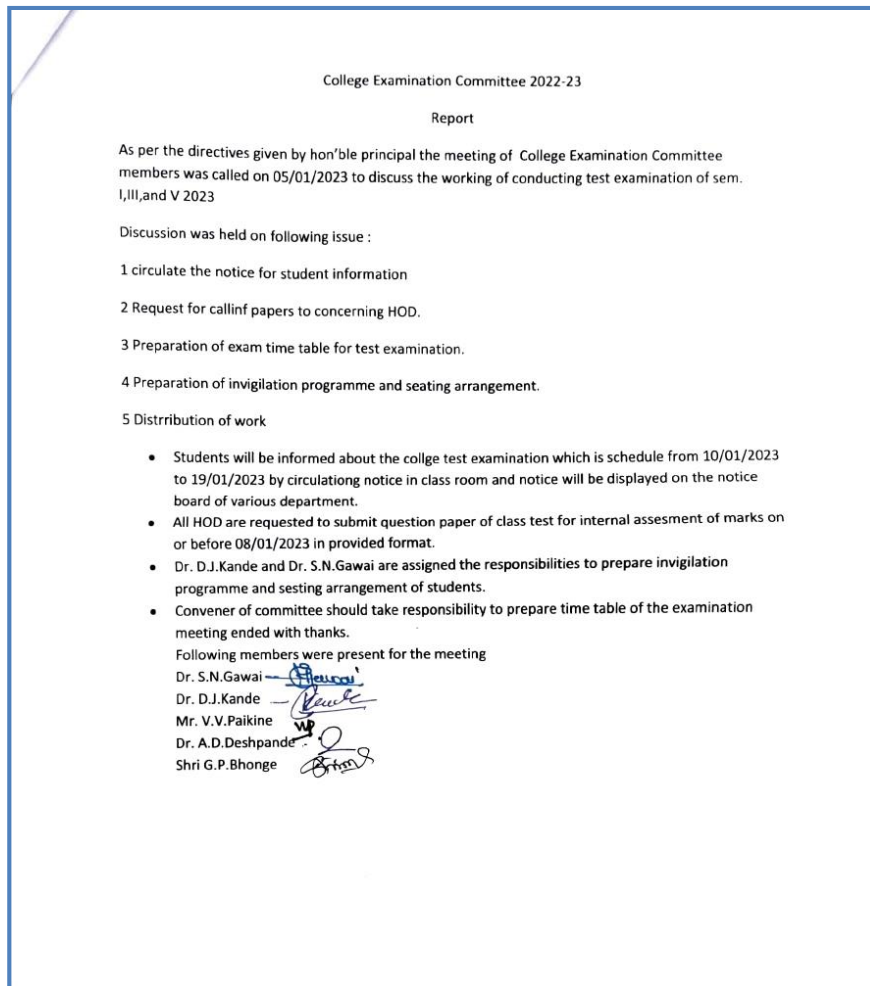 College Examination Committee 2022-23
Report
As per the directives given by hon'ble principal the meeting of College Examination Committee
members was called on 05/01/2023 to discuss the working of conducting test examination of sem.
I,III,and V 2023
Discussion was held on following issue :
1 circulate the notice for student information
2 Request for callinf papers to concerning HOD.
3 Preparation of exam time table for test examination.
4 Preparation of invigilation programme and seating arrangement.
5 Distrribution of work
• Students will be informed about the collge test examination which is schedule from 10/01/2023
to 19/01/2023 by circulationg notice in class room and notice will be displayed on the notice
board of various department.
• All HOD are requested to submit question paper of class test for internal assesment of marks on
or before 08/01/2023 in provided format.
• Dr. D.J.Kande and Dr. S.N.Gawai are assigned the responsibilities to prepare invigilation
programme and sesting arrangement of students.
• Convener of committee should take responsibility to prepare time table of the examination
meeting ended with thanks.
Following members were present for the meeting
Dr. S.N.Gawai
Dr. D.J.Kande
Mr. V.V.Paikine
Dr. A.D.Deshpande
Shri G.P.Bhonge